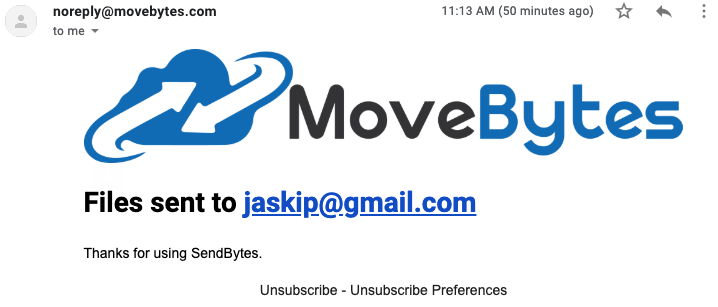 noreply@movebytes.com 11:13 AM (50 minutes ago)
to me
MoveBytes
Files sent to jaskip@gmail.com
Thanks for using SendBytes.
Unsubscribe - Unsubscribe Preferences